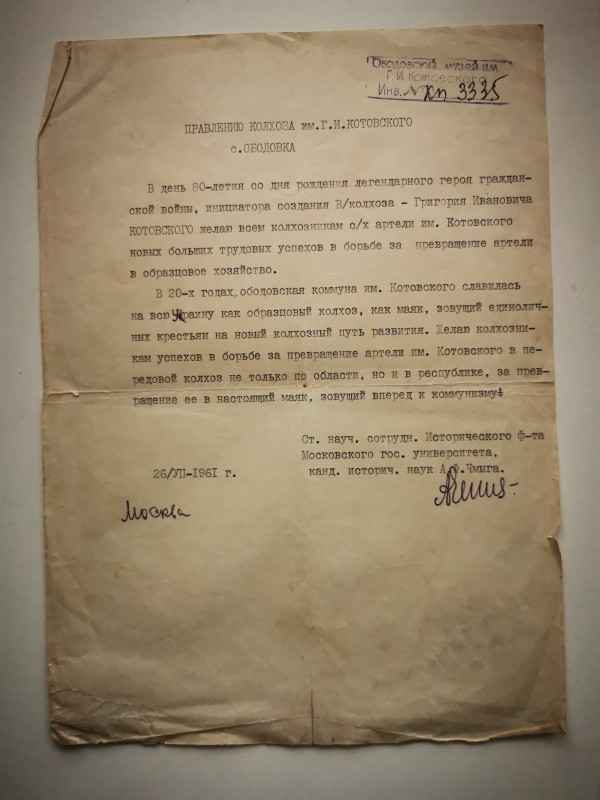 Ободовский музей им.
Г.И Котовского
Инв. № КП 3335
ПРАВЛЕНИЮ КОЛХОЗА им.Г.И.КОТОВСКОГО
с.ОБОДОВКА
В день 80-летия со дня рождения легендарного героя граждан-
ской войны, инициатора создания В/колхоза - Григория Ивановича
КОТОВСКОГО желаю всем колхозникам с/х артели им. Котовского
новых больших трудовых успехов в борьбе за превращение артели
в образцовое хозяйство.
В 20-х годах, ободовская коммуна им. Котовского славилась
на всю Украину как образцовый колхоз, как маяк, зовущий единолич-
ных крестьян на новый колхозный путь развития. Желаю колхозни-
кам успехов в борьбе за превращение артели им. Котовского в пе-
редовой колхоз не только по области, но и в республике, за прев-
ращение ее в настоящий маяк, зовущий вперед к коммунизму!
Ст. науч. сотрудн. Исторического ф-та
Московского гос. университета,
канд. историч. наук А.Ф.Чмыга.
26/УП-1961 г.
Москва